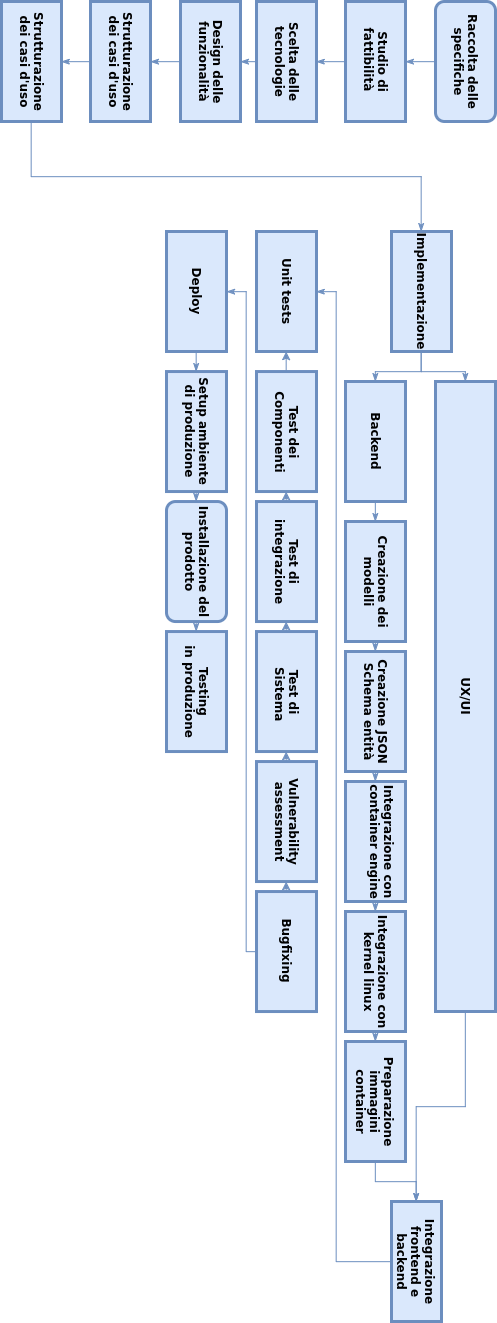 Raccolta delle
specifiche
Studio di
fattibilità
Scelta delle
tecnologie
Design delle
funzionalità
Strutturazione
dei casi d'uso
Strutturazione
dei casi d'uso
Implementazione
UX/UI
Backend
Creazione dei
modelli
Creazione JSON
Schema entità
Integrazione con
container engine
Integrazione con
kernel linux
Preparazione
immagini
container
Integrazione
frontend e
backend
Unit tests
Test dei
Componenti
Test di
integrazione
Test di
Sistema
Vulnerability
assessment
Bugfixing
Deploy
Setup ambiente
di produzione
Installazione del
prodotto
Testing
in produzione